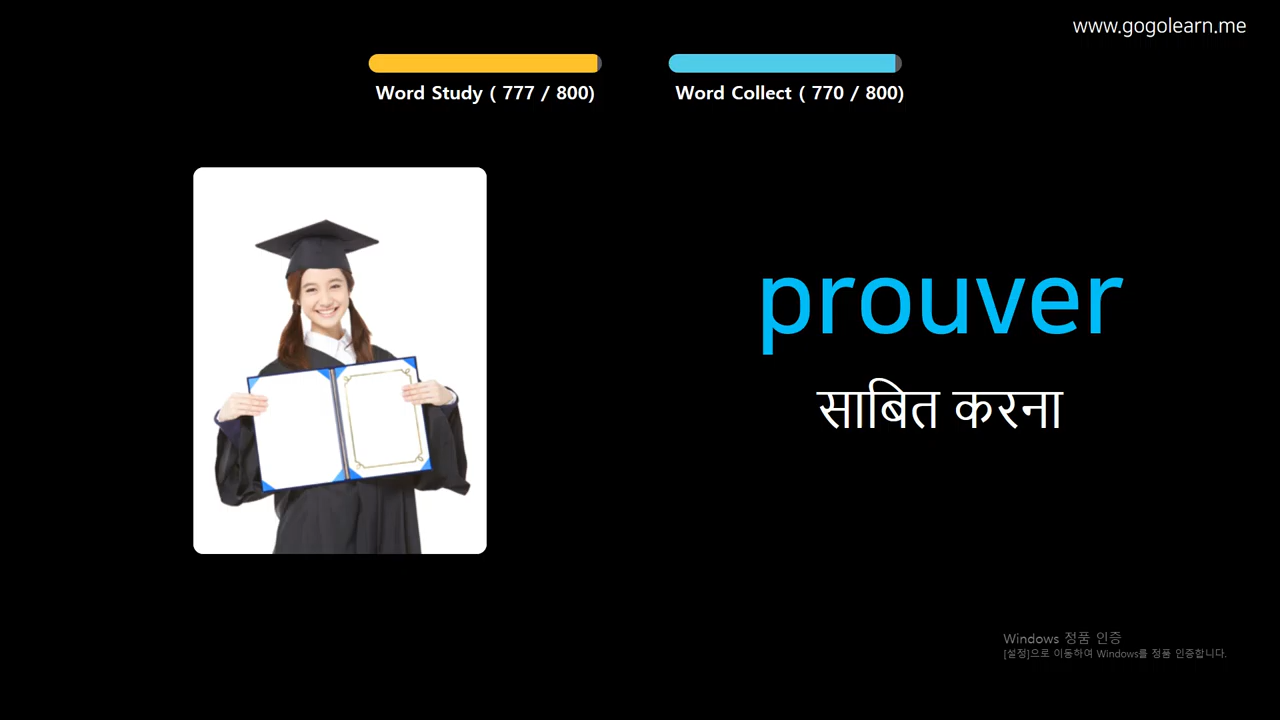 www.gogolearn.me
Word Study ( 777 / 800)
Word Collect ( 770 / 800)
prouver
साबित करना
Windows 정품 인증
[설정]으로 이동하여 Windows를 정품 인증합니다.